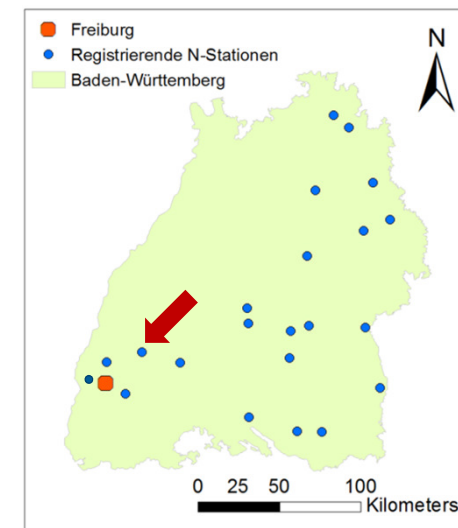 Freiburg
Registrierende N-Stationen
Baden-Württemberg
N
0 25 50 100
Kilometers